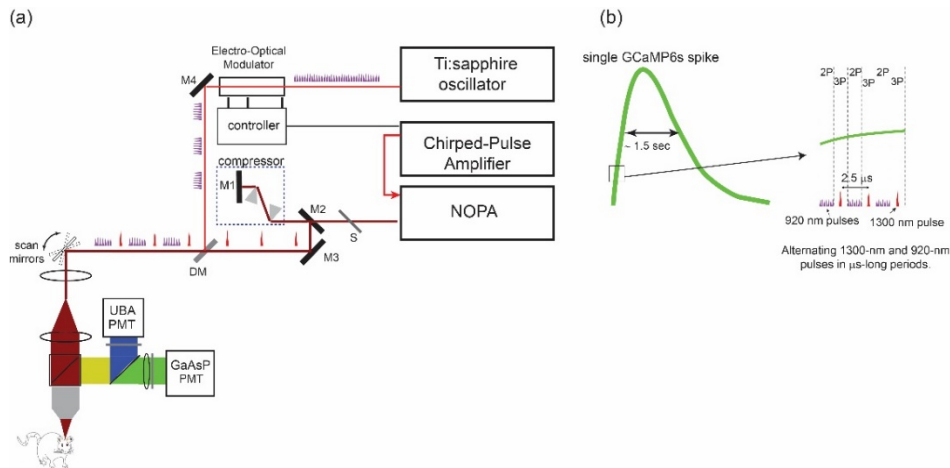 (a)
Electro-Optical
Modulator
M4
Ti:sapphire
oscillator
controller
Chirped-Pulse
Amplifier
compressor
M1
M2
NOPA
S
scan
mirrors
DM
M3
UBA
PMT
GaAsP
PMT
(b)
single GCaMP6s spike
2P 2P 2P
3P 3P 3P
~ 1.5 sec
2.5 μs
920 nm pulses
1300 nm pulse
Alternating 1300-nm and 920-nm
pulses in μs-long periods.